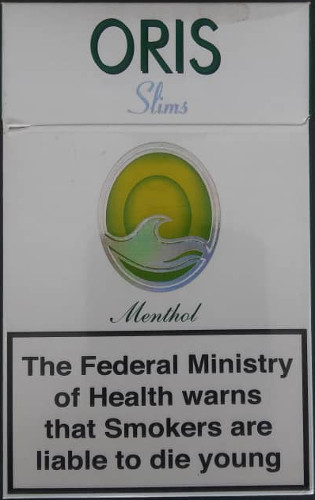 ORIS
Slims
Menthol
The Federal Ministry
of Health warns
that Smokers are
liable to die young